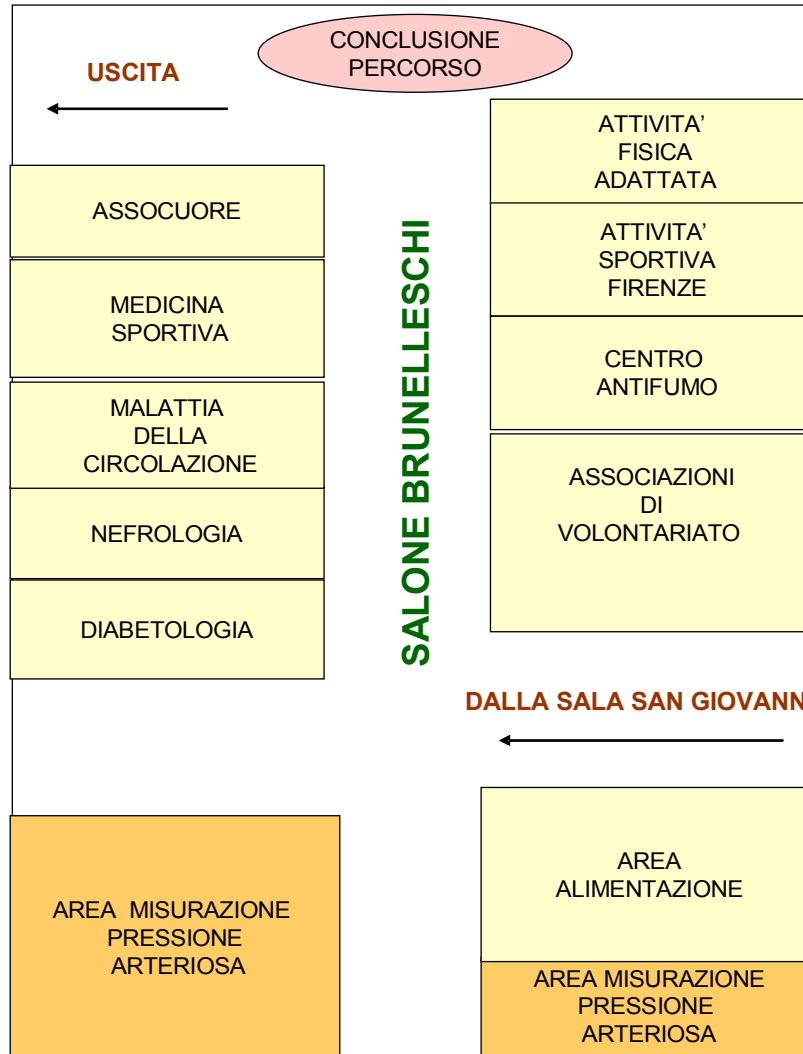 CONCLUSIONE
PERCORSO
USCITA
ATTIVITA’
FISICA
ADATTATA
ASSOCUORE
ATTIVITA’
SPORTIVA
FIRENZE
MEDICINA
SPORTIVA
CENTRO
ANTIFUMO
MALATTIA
DELLA
CIRCOLAZIONE
ASSOCIAZIONI
DI
VOLONTARIATO
NEFROLOGIA
DIABETOLOGIA
SALONE BRUNELLESCHI
DALLA SALA SAN GIOVANN
AREA
ALIMENTAZIONE
AREA MISURAZIONE
PRESSIONE
ARTERIOSA
AREA MISURAZIONE
PRESSIONE
ARTERIOSA